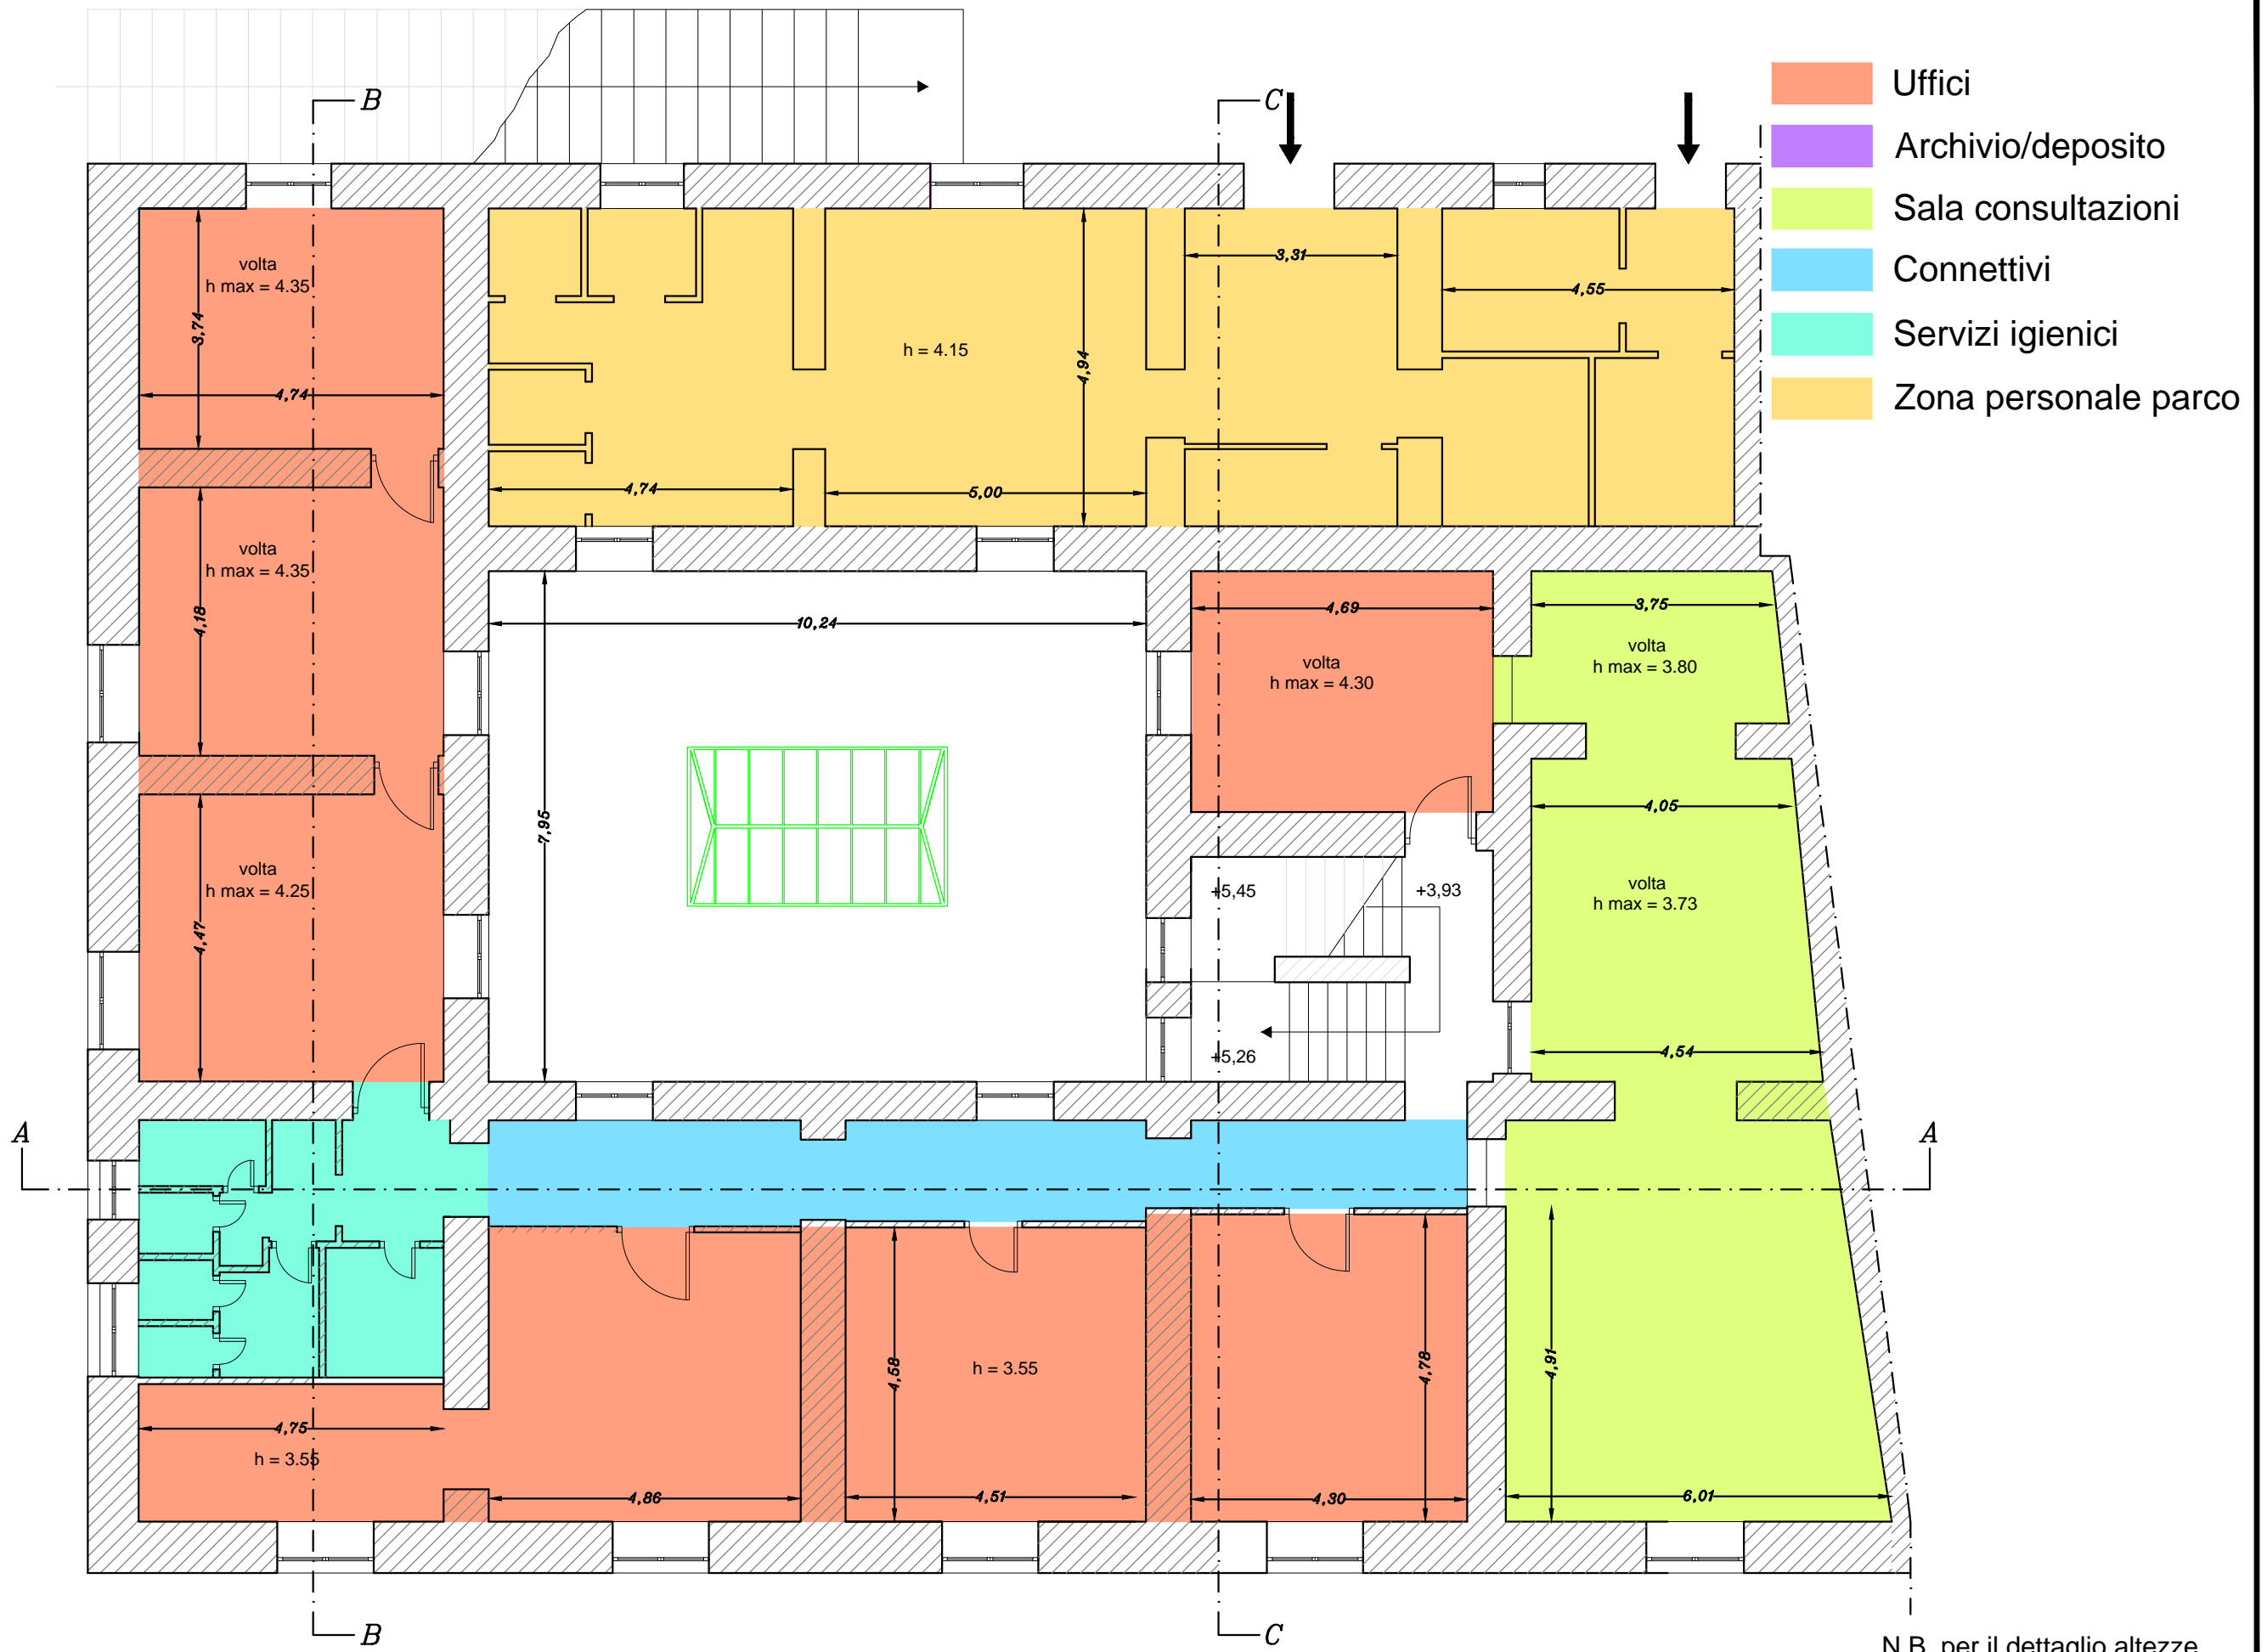 B
C
Uffici
Archivio/deposito
Sala consultazioni
Connettivi
Servizi igienici
Zona personale parco
volta
h max = 4.35
3,74
4,74
h = 4.15
4,94
3,31
4,55
4,74
5,00
volta
h max = 4.35
4,18
10,24
7,95
4,69
volta
h max = 4.30
3,75
volta
h max = 3.80
4,05
volta
h max = 3.73
4,54
volta
h max = 4.25
4,47
+5,45
+3,93
+5,26
A
A
4,75
h = 3.55
4,86
4,58
h = 3.55
4,51
4,78
4,30
4,91
6,01
B
C
N.B. per il dettaglio altezze